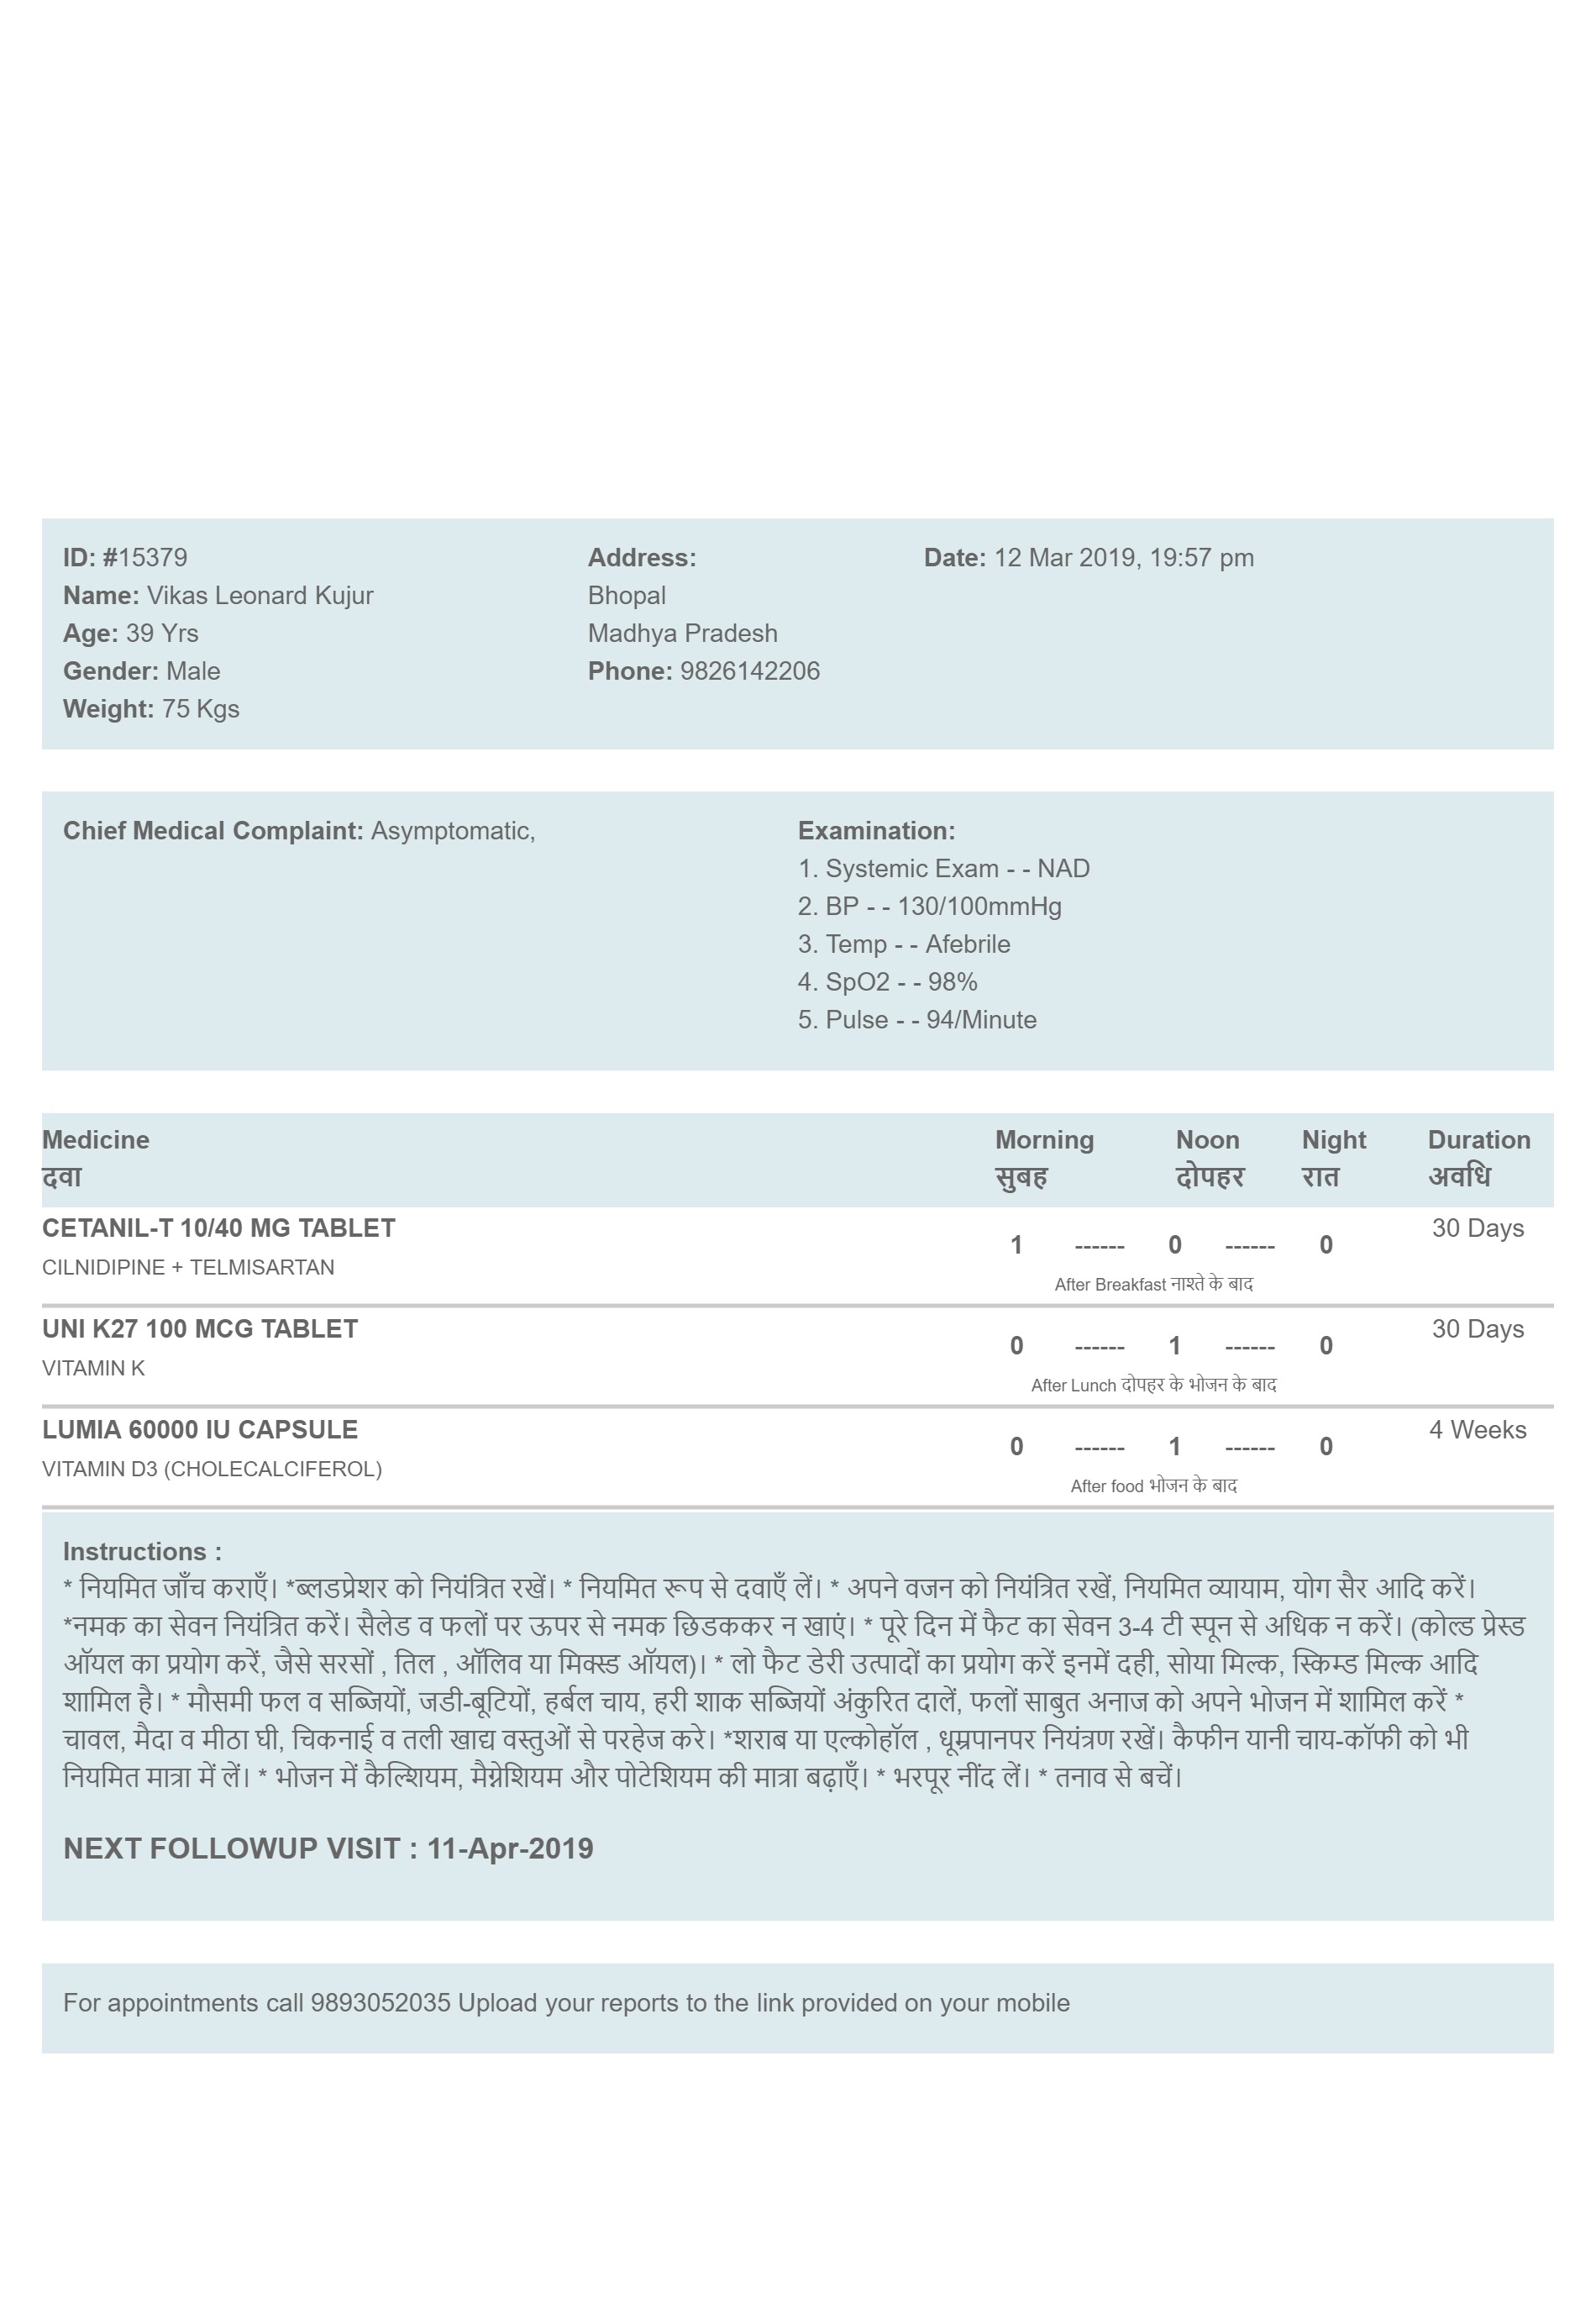 ID: #15379
Name: Vikas Leonard Kujur
Age: 39 Yrs
Gender: Male
Weight: 75 Kgs
Address:
Bhopal
Madhya Pradesh
Phone: 9826142206
Date: 12 Mar 2019, 19:57 pm
Chief Medical Complaint: Asymptomatic,
Examination:
1. Systemic Exam - - NAD
2. BP - - 130/100mmHg
3. Temp - - Afebrile
4. SpO2 - - 98%
5. Pulse - - 94/Minute
Medicine Morning Noon Night Duration
दवा सुबह दोपहर रात अवधि
CETANIL-T 10/40 MG TABLET 30 Days
1 ------ 0 ------ 0
CILNIDIPINE + TELMISARTAN
After Breakfast नाश्ते के बाद
UNI K27 100 MCG TABLET 30 Days
0 ------ 1 ------ 0
VITAMIN K
After Lunch दोपहर के भोजन के बाद
LUMIA 60000 IU CAPSULE 4 Weeks
0 ------ 1 ------ 0
VITAMIN D3 (CHOLECALCIFEROL)
After food भोजन के बाद
Instructions :
* नियमित जाँच कराएँ। *ब्लडप्रेशर को नियंत्रित रखें। * नियमित रूप से दवाएँ लें। * अपने वजन को नियंत्रित रखें, नियमित व्यायाम, योग सैर आदि करें।
*नमक का सेवन नियंत्रित करें। सैलेड व फलों पर ऊपर से नमक छिडककर न खाएं। * पूरे दिन में फैट का सेवन 3-4 टी स्पून से अधिक न करें। (कोल्ड प्रेस्ड
ऑयल का प्रयोग करें, जैसे सरसों , तिल , ऑलिव या मिक्स्ड ऑयल)। * लो फैट डेरी उत्पादों का प्रयोग करें इनमें दही, सोया मिल्क, स्किम्ड मिल्क आदि
शामिल है। * मौसमी फल व सब्जियों, जडी-बूटियों, हर्बल चाय, हरी शाक सब्जियों अंकुरित दालें, फलों साबुत अनाज को अपने भोजन में शामिल करें *
चावल, मैदा व मीठा घी, चिकनाई व तली खाद्य वस्तुओं से परहेज करे। *शराब या एल्कोहॉल , धूम्रपानपर नियंत्रण रखें। कैफीन यानी चाय-कॉफी को भी
नियमित मात्रा में लें। * भोजन में कैल्शियम, मैग्नेशियम और पोटेशियम की मात्रा बढ़ाएँ। * भरपूर नींद लें। * तनाव से बचें।
NEXT FOLLOWUP VISIT : 11-Apr-2019
For appointments call 9893052035 Upload your reports to the link provided on your mobile